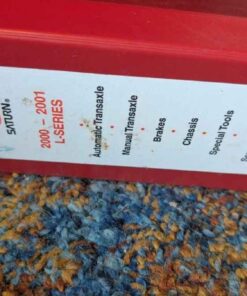 SATURN®
2000 – 2001
L-SERIES
• Automatic Transaxle
• Manual Transaxle
• Brakes
• Chassis
• Special Tools